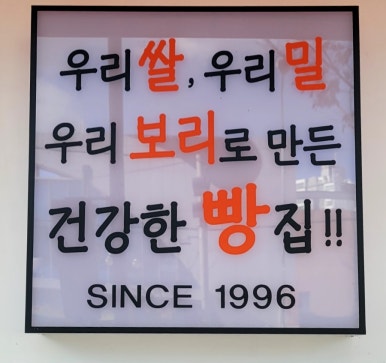 우리쌀, 우리밀
우리 보리로 만든
건강한 빵집!!
SINCE 1996